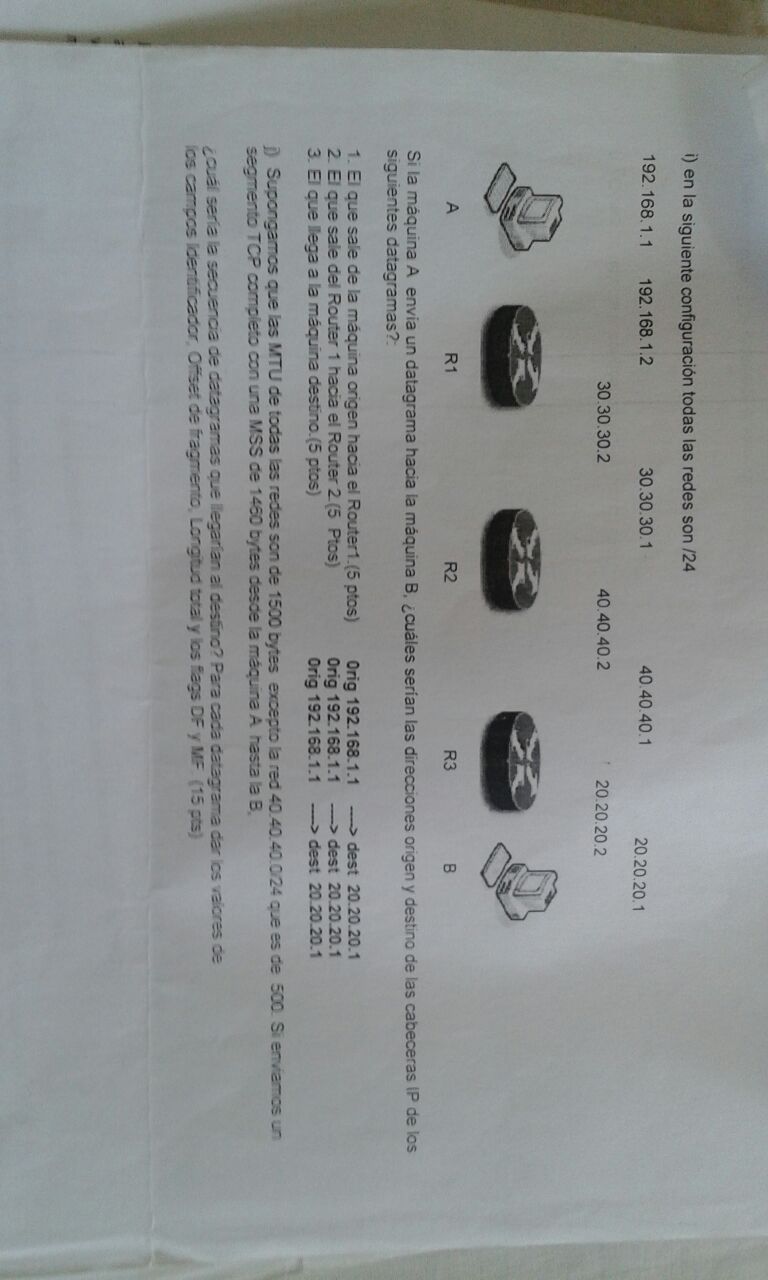 i) en la siguiente configuración todas las redes son /24
192.168.1.1 192.168.1.2 30.30.30.1 40.40.40.1 20.20.20.1
30.30.30.2 40.40.40.2 20.20.20.2
A R1 R2 R3 B
Si la máquina A envia un datagrama hacia la máquina B, ¿cuáles serían las direcciones origen y destino de las cabeceras IP de los
siguientes datagramas?:
1. El que sale de la máquina origen hacia el Router1.(5 ptos) Orig 192.168.1.1 ----> dest 20.20.20.1
2. El que sale del Router 1 hacia el Router 2.(5 Ptos) Orig 192.168.1.1 ----> dest 20.20.20.1
3. El que llega a la máquina destino.(5 ptos) Orig 192.168.1.1 ----> dest 20.20.20.1
j) Supongamos que las MTU de todas las redes son de 1500 bytes excepto la red 40.40.40.0/24 que es de 500. Si enviamos un
segmento TCP completo con una MSS de 1460 bytes desde la máquina A hasta la B,
¿cuál sería la secuencia de datagramas que llegarían al destino? Para cada datagrama dar los valores de
los campos Identificador, Offset de fragmento, Longitud total y los flags DF y MF. (15 pts)